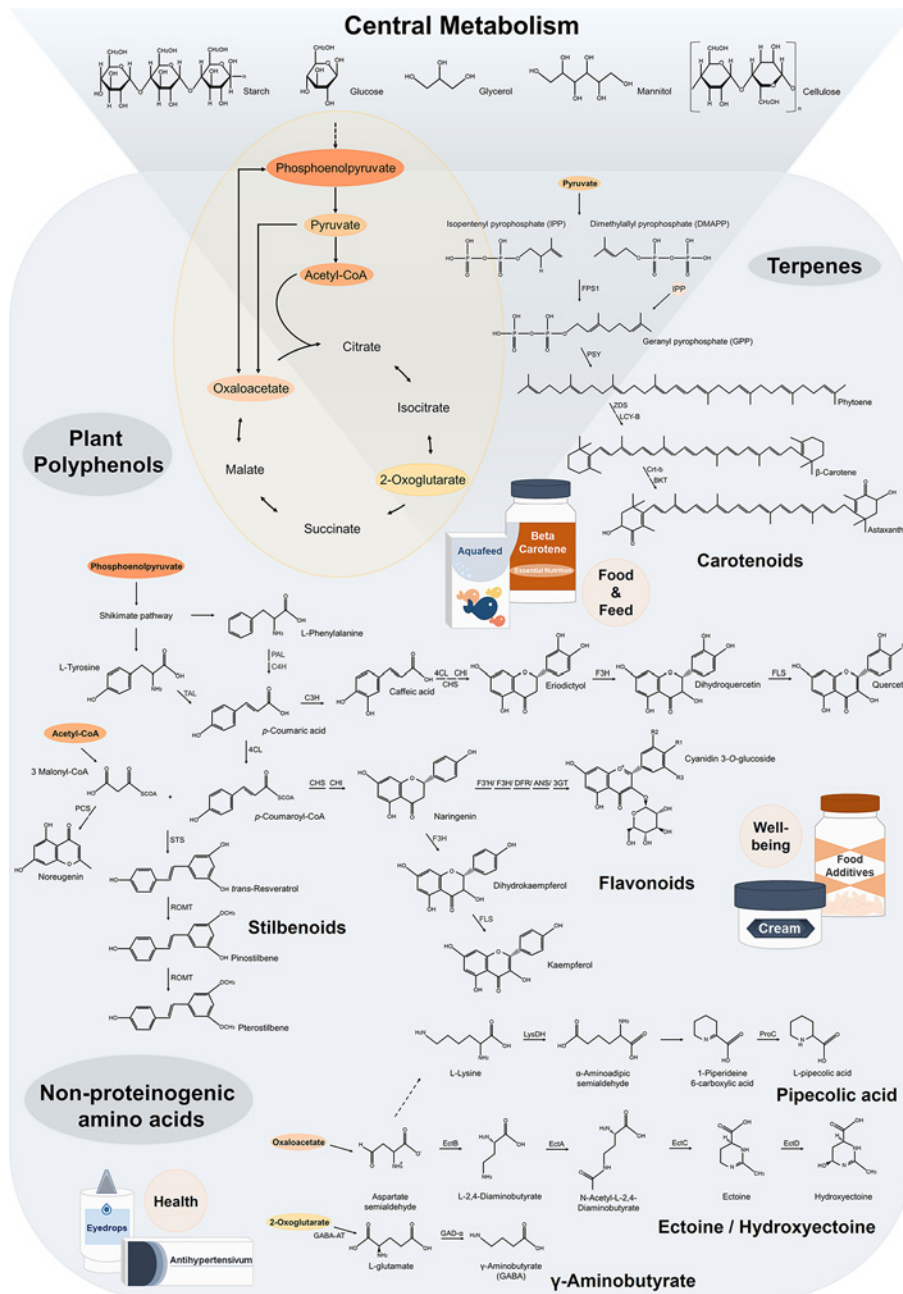 Central Metabolism
Starch
Glucose
Glycerol
Mannitol
Cellulose
Phosphoenolpyruvate
Pyruvate
Acetyl-CoA
Citrate
Oxaloacetate
Isocitrate
Malate
2-Oxoglutarate
Succinate
Pyruvate
Isopentenyl pyrophosphate (IPP)
Dimethylallyl pyrophosphate (DMAPP)
Terpenes
FPS1
IPP
Geranyl pyrophosphate (GPP)
PSY
Phytoene
ZDS
LCY-B
β-Carotene
Crt-b
BKT
Astaxanth
Carotenoids
Aquafeed
Beta
Carotene
Essential Nutrition
Food
&
Feed
Plant
Polyphenols
Phosphoenolpyruvate
Shikimate pathway
L-Phenylalanine
PAL
C4H
L-Tyrosine
TAL
p-Coumaric acid
C3H
Caffeic acid
4CL CHI
CHS
Eriodictyol
F3H
Dihydroquercetin
FLS
Quercet
Acetyl-CoA
4CL
3 Malonyl-CoA
SCOA
+
SCOA
p-Coumaroyl-CoA
CHS CHI
Naringenin
F3'H/ F3H/ DFR/ ANS/ 3GT
Cyanidin 3-O-glucoside
PCS
Noreugenin
STS
trans-Resveratrol
ROMT
Pinostilbene
ROMT
Pterostilbene
Stilbenoids
F3H
Dihydrokaempferol
FLS
Kaempferol
Flavonoids
Well-
being
Food
Additives
Cream
Non-proteinogenic
amino acids
L-Lysine
LysDH
α-Aminoadipic
semialdehyde
1-Piperideine
6-carboxylic acid
ProC
L-pipecolic acid
Pipecolic acid
Oxaloacetate
Aspartate
semialdehyde
EctB
L-2,4-Diaminobutyrate
EctA
N-Acetyl-L-2,4-
Diaminobutyrate
EctC
Ectoine
EctD
Hydroxyectoine
Ectoine / Hydroxyectoine
Health
Eyedrops
Antihypertensivum
2-Oxoglutarate
GABA-AT
L-glutamate
GAD-α
γ-Aminobutyrate
(GABA)
γ-Aminobutyrate